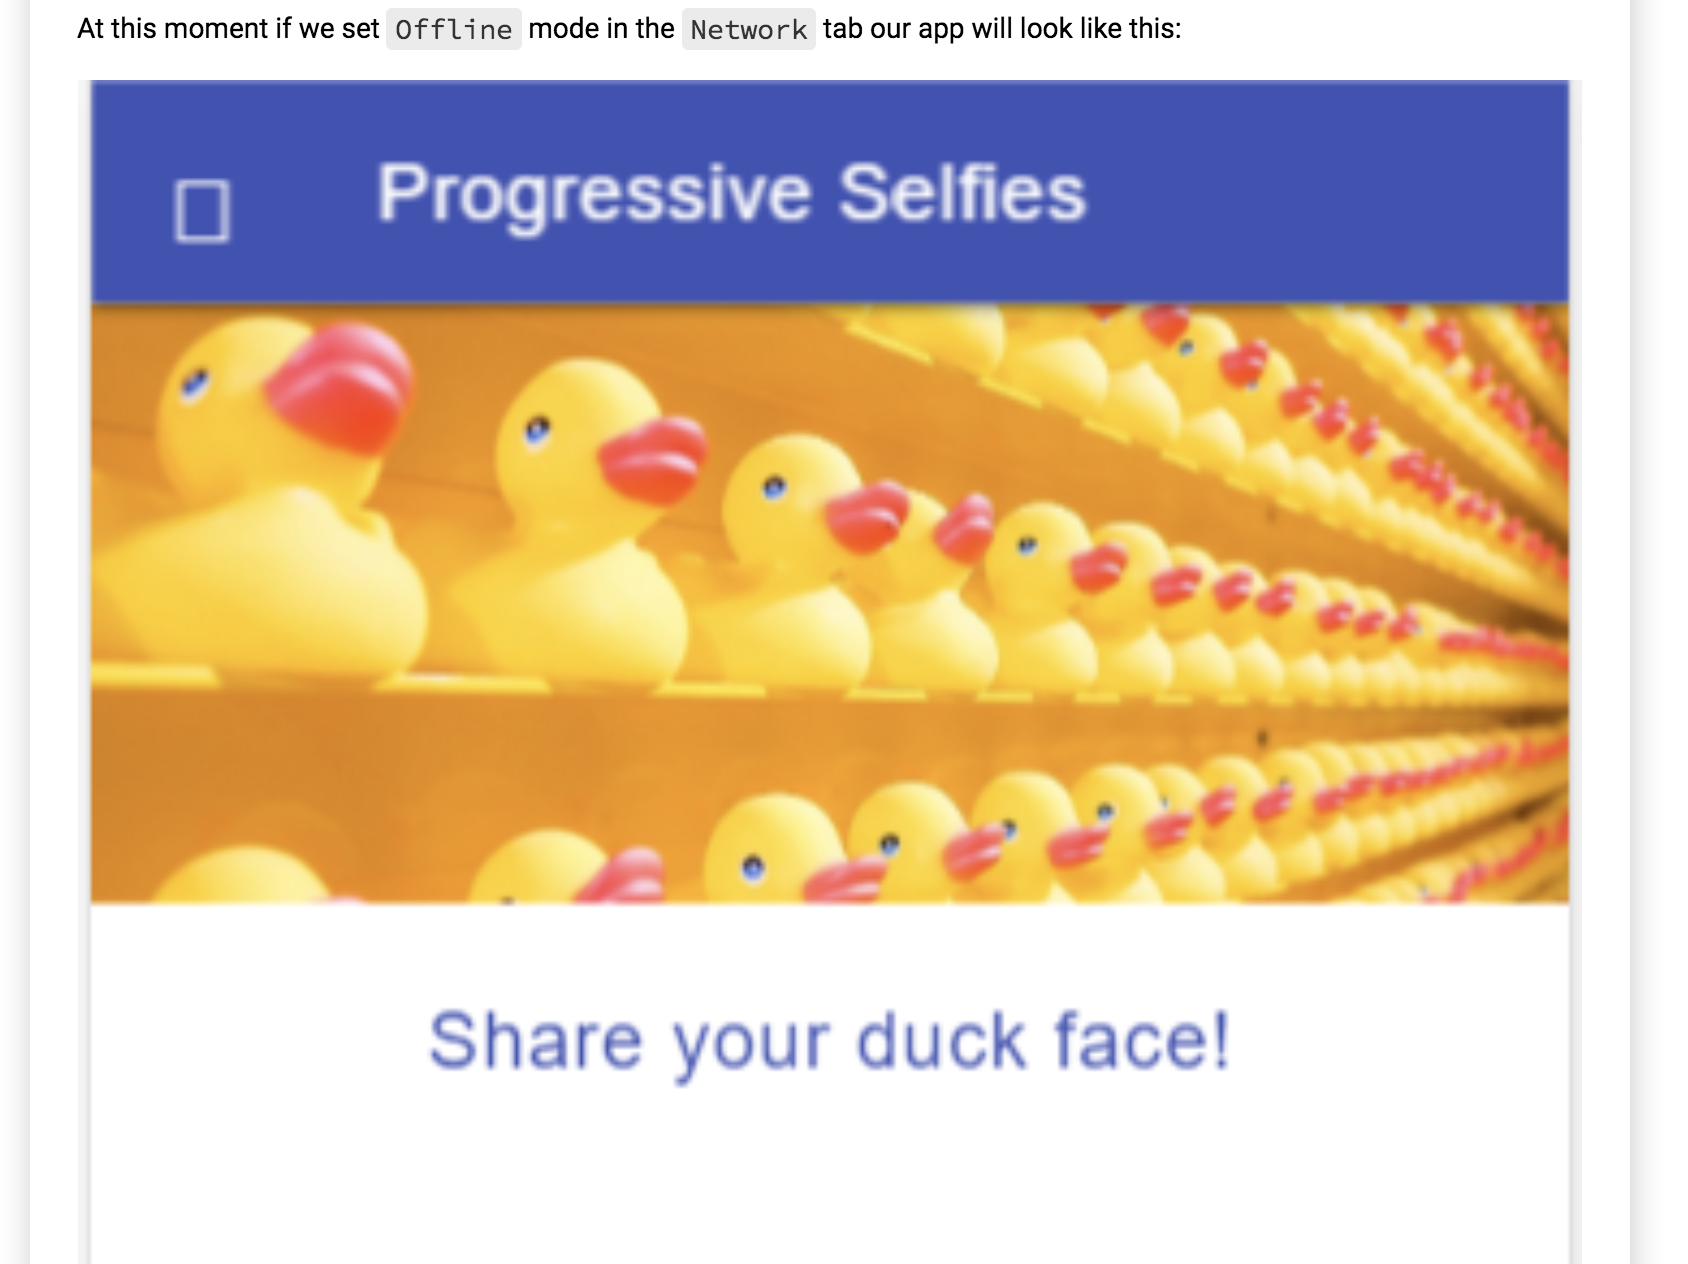 At this moment if we set Offline mode in the Network tab our app will look like this:
Progressive Selfies
Share your duck face!